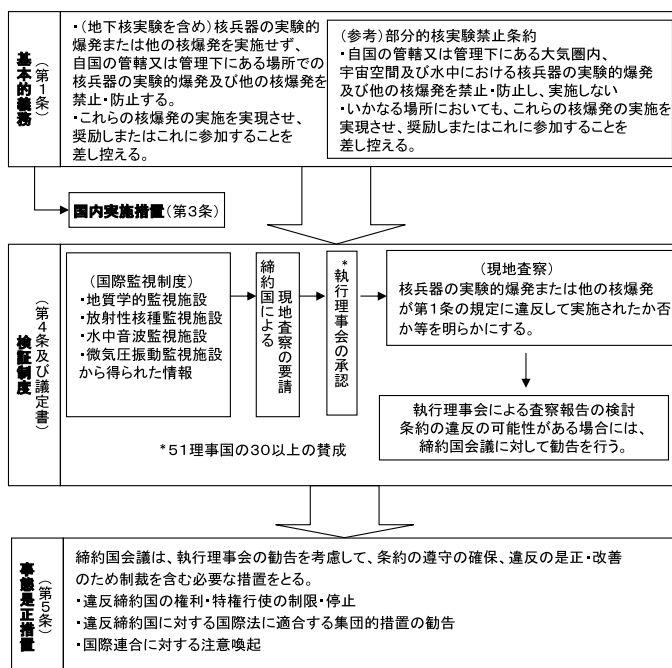 基本的義務
(第1条)
・(地下核実験を含め)核兵器の実験的
爆発または他の核爆発を実施せず、
自国の管轄又は管理下にある場所での
核兵器の実験的爆発及び他の核爆発を
禁止・防止する。
・これらの核爆発の実施を実現させ、
奨励しまたはこれに参加することを
差し控える。
(参考)部分的核実験禁止条約
・自国の管轄又は管理下にある大気圏内、
宇宙空間及び水中における核兵器の実験的爆発
及び他の核爆発を禁止・防止し、実施しない
・いかなる場所においても、これらの核爆発の実施を
実現させ、奨励しまたはこれに参加することを
差し控える。
国内実施措置(第3条)
検証制度
(第4条及び議定書)
(国際監視制度)
・地質学的監視施設
・放射性核種監視施設
・水中音波監視施設
・微気圧振動監視施設
から得られた情報
締約国による
現地査察の要請
*執行理事会の承認
(現地査察)
核兵器の実験的爆発または他の核爆発
が第1条の規定に違反して実施されたか否
か等を明らかにする。
執行理事会による査察報告の検討
条約の違反の可能性がある場合には、
締約国会議に対して勧告を行う。
*51理事国の30以上の賛成
事態是正措置
(第5条)
締約国会議は、執行理事会の勧告を考慮して、条約の遵守の確保、違反の是正・改善
のため制裁を含む必要な措置をとる。
・違反締約国の権利・特権行使の制限・停止
・違反締約国に対する国際法に適合する集団的措置の勧告
・国際連合に対する注意喚起